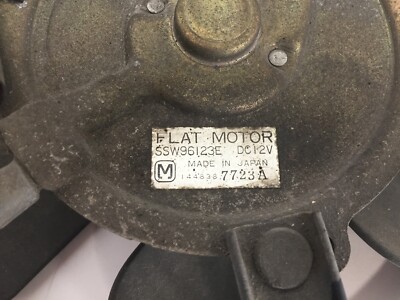 FLAT MOTOR
SSW96123E DC12V
M MADE IN JAPAN
144838 7723A